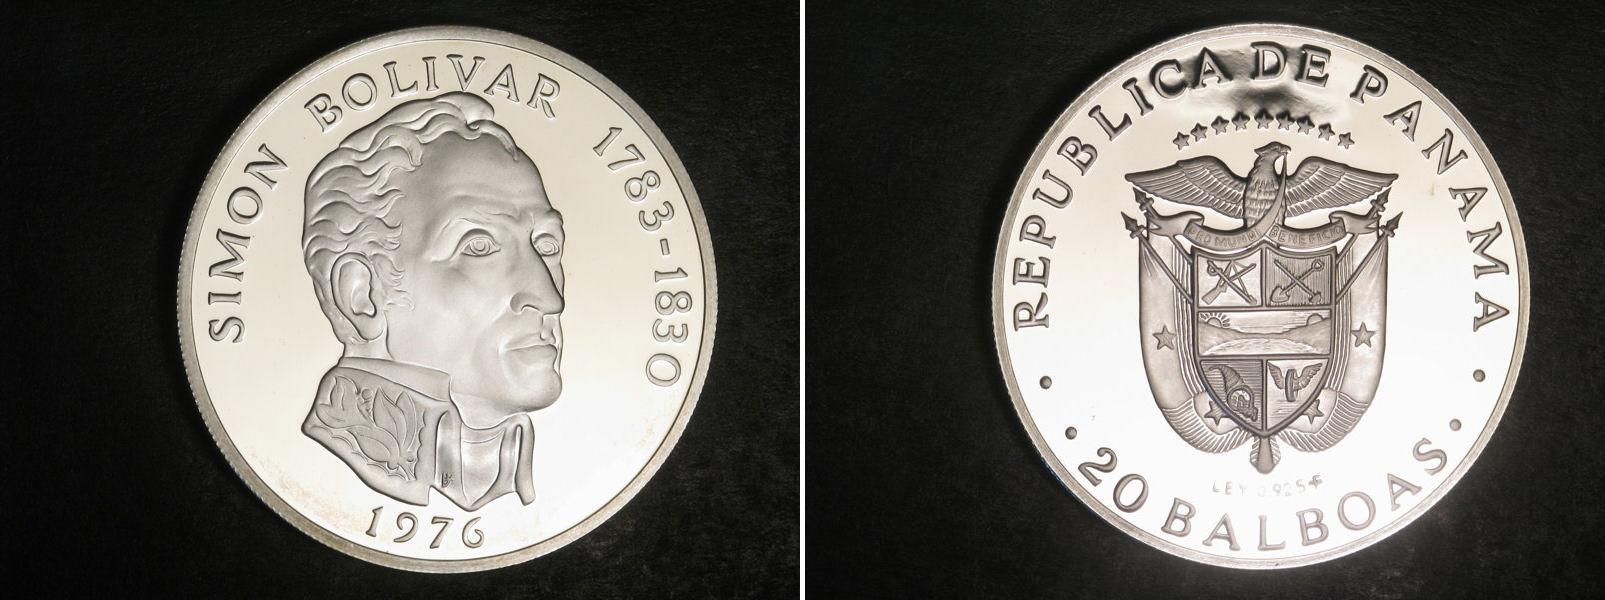 SIMON BOLIVAR 1783-1830
1976
REPUBLICA DE PANAMA
PRO MUNDI BENEFICIO
LEY 0.925
20 BALBOAS